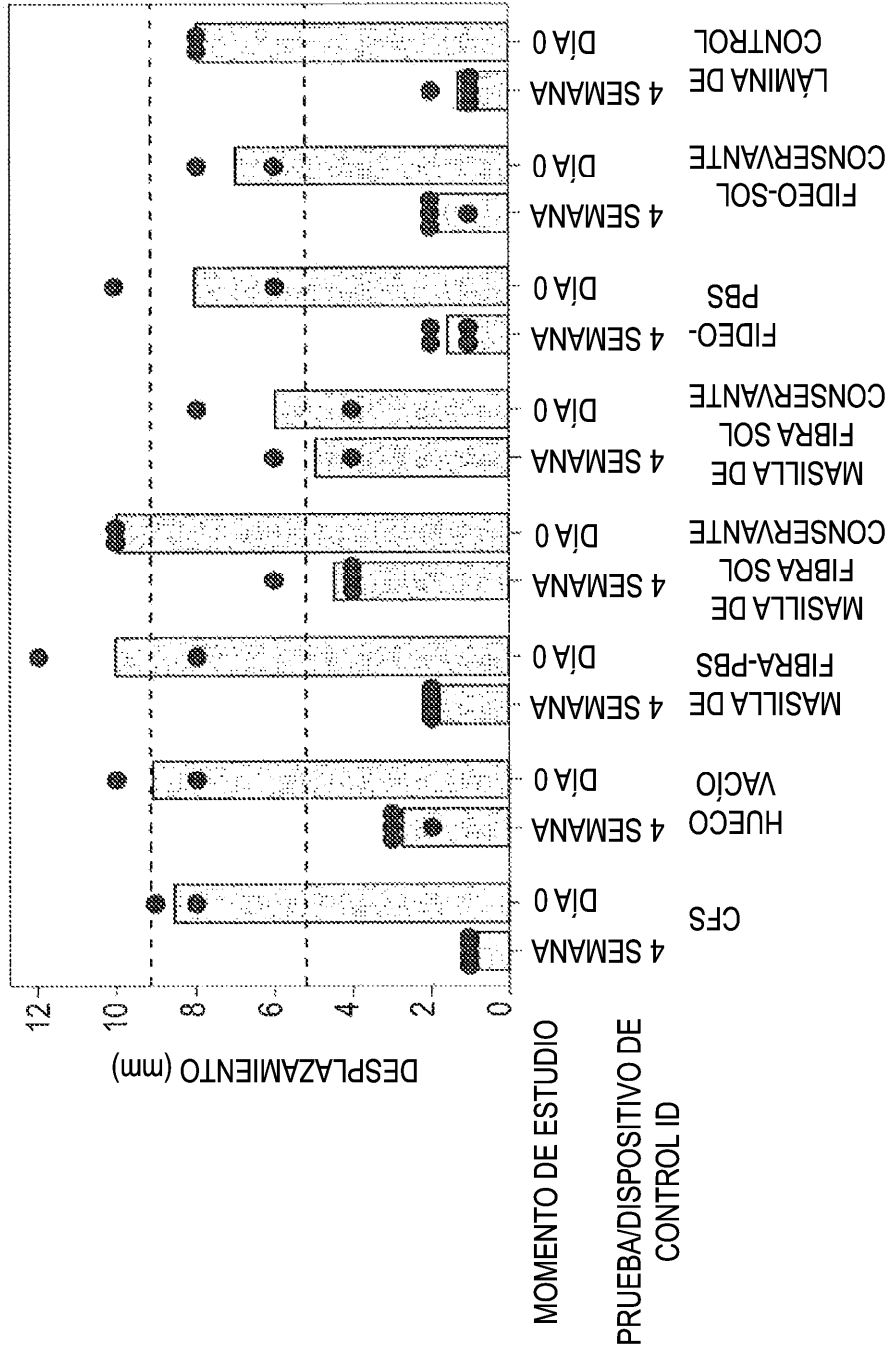 DESPLAZAMIENTO (mm)
12
10
8
6
4
2
0
MOMENTO DE ESTUDIO
4 SEMANA
DÍA 0
4 SEMANA
DÍA 0
4 SEMANA
DÍA 0
4 SEMANA
DÍA 0
4 SEMANA
DÍA 0
4 SEMANA
DÍA 0
4 SEMANA
DÍA 0
4 SEMANA
DÍA 0
PRUEBA/DISPOSITIVO DE
CONTROL ID
CFS
HUECO
VACÍO
MASILLA DE
FIBRA-PBS
MASILLA DE
FIBRA SOL
CONSERVANTE
MASILLA DE
FIBRA SOL
CONSERVANTE
FIDEO-
PBS
FIDEO-SOL
CONSERVANTE
LÁMINA DE
CONTROL